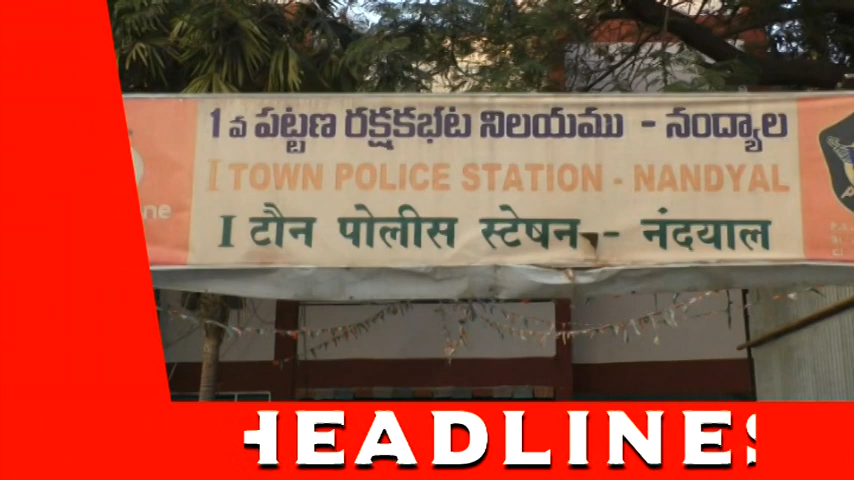 1 వ పట్టణ రక్షకభట నిలయము - నంద్యాల
I TOWN POLICE STATION - NANDYAL
I टौन पोलीस स्टेषन - नंदयाल
HEADLINES